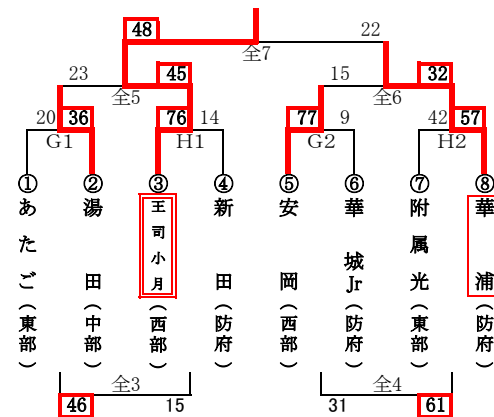 48 22
全7
23 45 15 32
全5 全6
20 36 76 14 77 9 42 57
G1 H1 G2 H2
① ② ③ ④ ⑤ ⑥ ⑦ ⑧
あたご(東部)
湯田(中部)
王司小月(西部)
新田(防府)
安岡(西部)
華城Jr(防府)
附属光(東部)
華浦(防府)
全3 全4
46 15 31 61